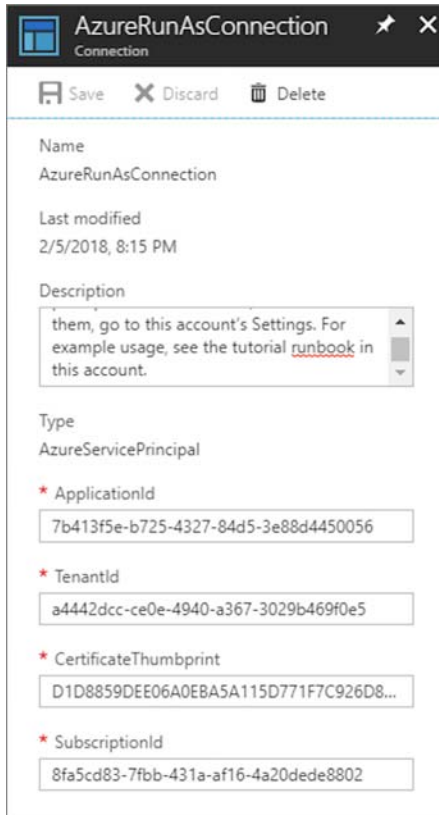 AzureRunAsConnection
Connection
Save Discard Delete
Name
AzureRunAsConnection
Last modified
2/5/2018, 8:15 PM
Description
them, go to this account's Settings. For
example usage, see the tutorial runbook in
this account.
Type
AzureServicePrincipal
* ApplicationId
7b413f5e-b725-4327-84d5-3e88d4450056
* TenantId
a4442dcc-ce0e-4940-a367-3029b469f0e5
* CertificateThumbprint
D1D8859DEE06A0EBA5A115D771F7C926D8...
* SubscriptionId
8fa5cd83-7fbb-431a-af16-4a20dede8802